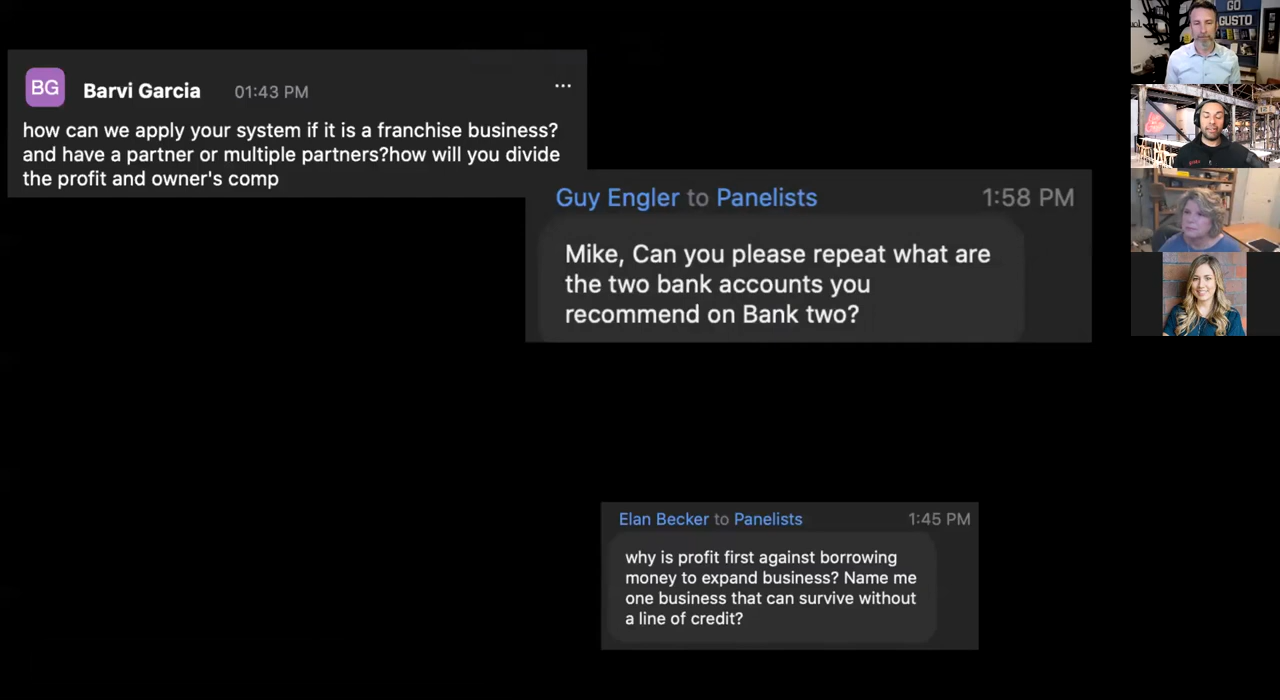 BG
Barvi Garcia 01:43 PM ...
how can we apply your system if it is a franchise business?
and have a partner or multiple partners?how will you divide
the profit and owner's comp
Guy Engler to Panelists 1:58 PM
Mike, Can you please repeat what are
the two bank accounts you
recommend on Bank two?
Elan Becker to Panelists 1:45 PM
why is profit first against borrowing
money to expand business? Name me
one business that can survive without
a line of credit?
GO
GUSTO